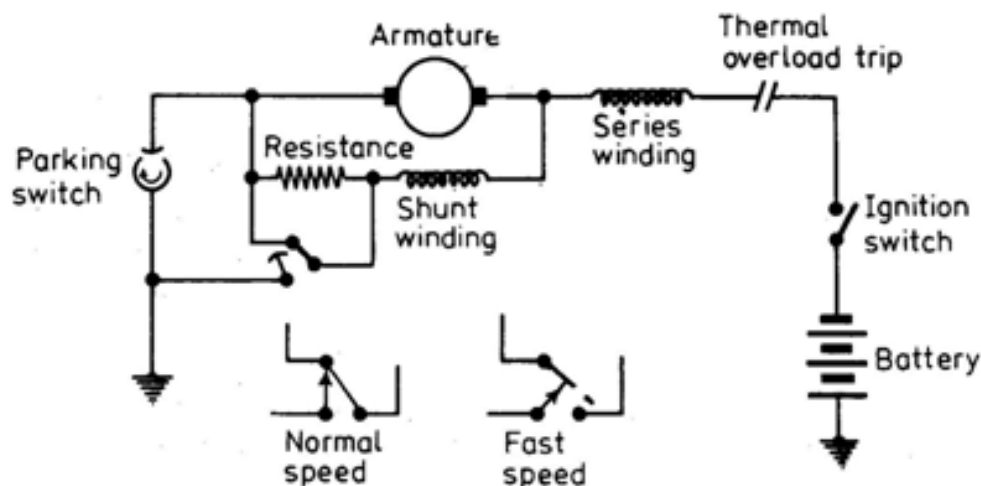 Armature
Thermal
overload trip
Parking
switch
Resistance
Series
winding
Shunt
winding
Ignition
switch
Battery
Normal
speed
Fast
speed